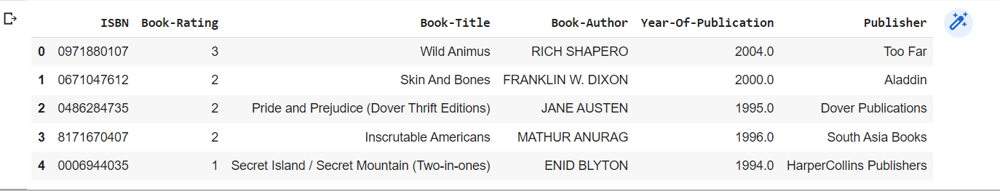 ISBN Book-Rating Book-Title Book-Author Year-Of-Publication Publisher
0 0971880107 3 Wild Animus RICH SHAPERO 2004.0 Too Far
1 0671047612 2 Skin And Bones FRANKLIN W. DIXON 2000.0 Aladdin
2 0486284735 2 Pride and Prejudice (Dover Thrift Editions) JANE AUSTEN 1995.0 Dover Publications
3 8171670407 2 Inscrutable Americans MATHUR ANURAG 1996.0 South Asia Books
4 0006944035 1 Secret Island / Secret Mountain (Two-in-ones) ENID BLYTON 1994.0 HarperCollins Publishers